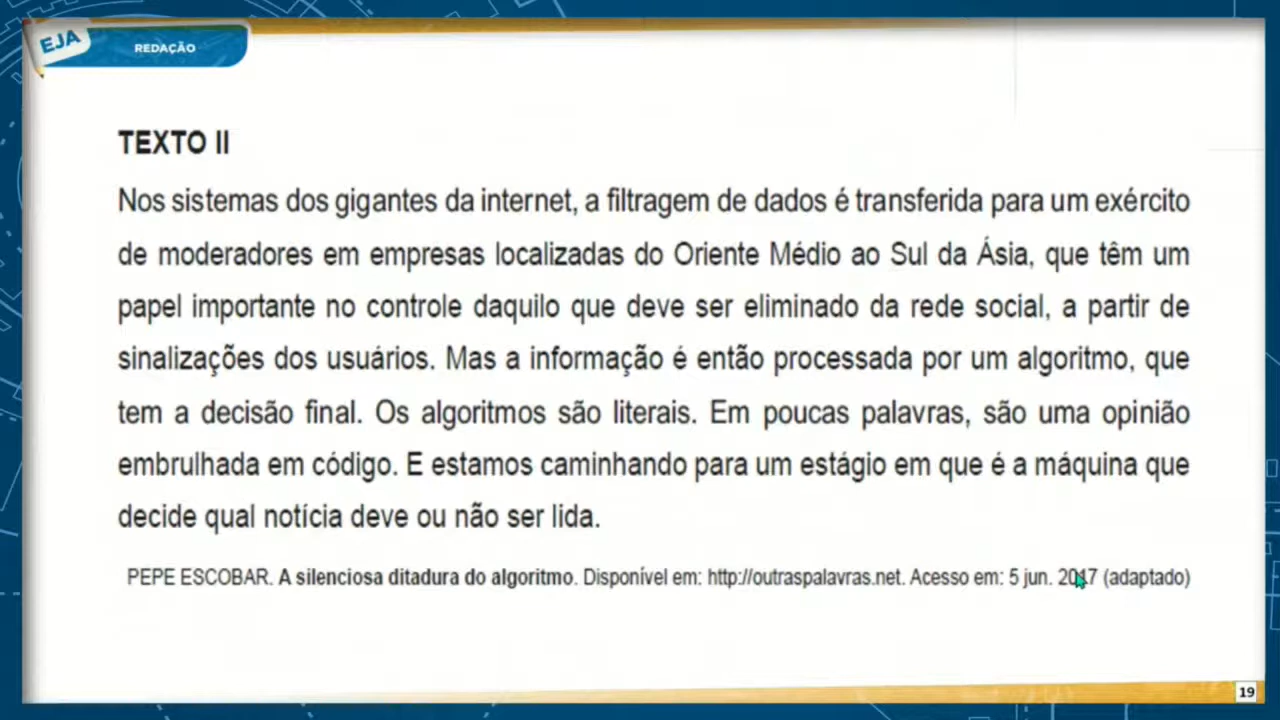 EJA
REDAÇÃO
TEXTO II
Nos sistemas dos gigantes da internet, a filtragem de dados é transferida para um exército
de moderadores em empresas localizadas do Oriente Médio ao Sul da Ásia, que têm um
papel importante no controle daquilo que deve ser eliminado da rede social, a partir de
sinalizações dos usuários. Mas a informação é então processada por um algoritmo, que
tem a decisão final. Os algoritmos são literais. Em poucas palavras, são uma opinião
embrulhada em código. E estamos caminhando para um estágio em que é a máquina que
decide qual notícia deve ou não ser lida.
PEPE ESCOBAR. A silenciosa ditadura do algoritmo. Disponível em: http://outraspalavras.net. Acesso em: 5 jun. 2017 (adaptado)
19